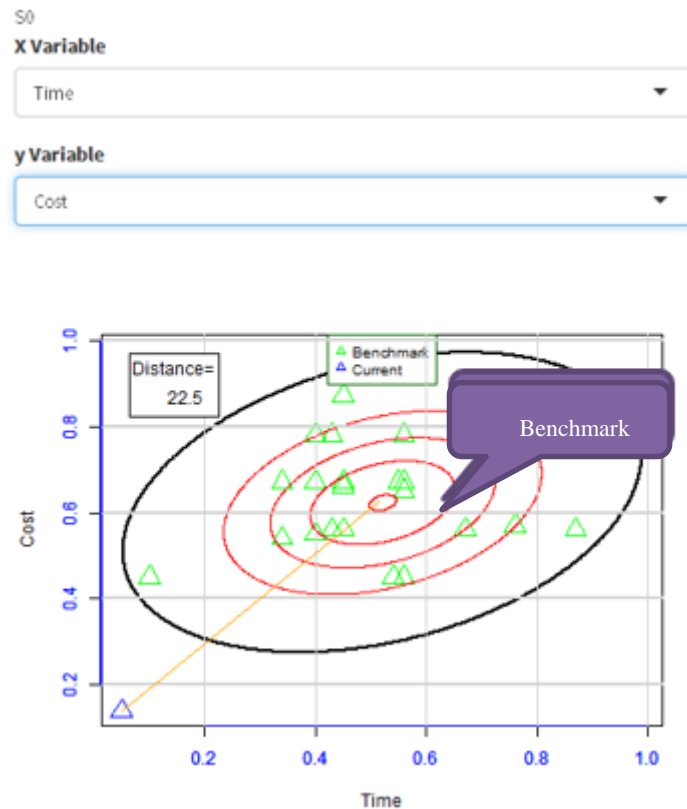 S0
X Variable
Time
y Variable
Cost
Distance=
22.5
Benchmark
Current
Benchmark
1.0
0.8
0.6
0.4
0.2
Cost
0.2 0.4 0.6 0.8 1.0
Time